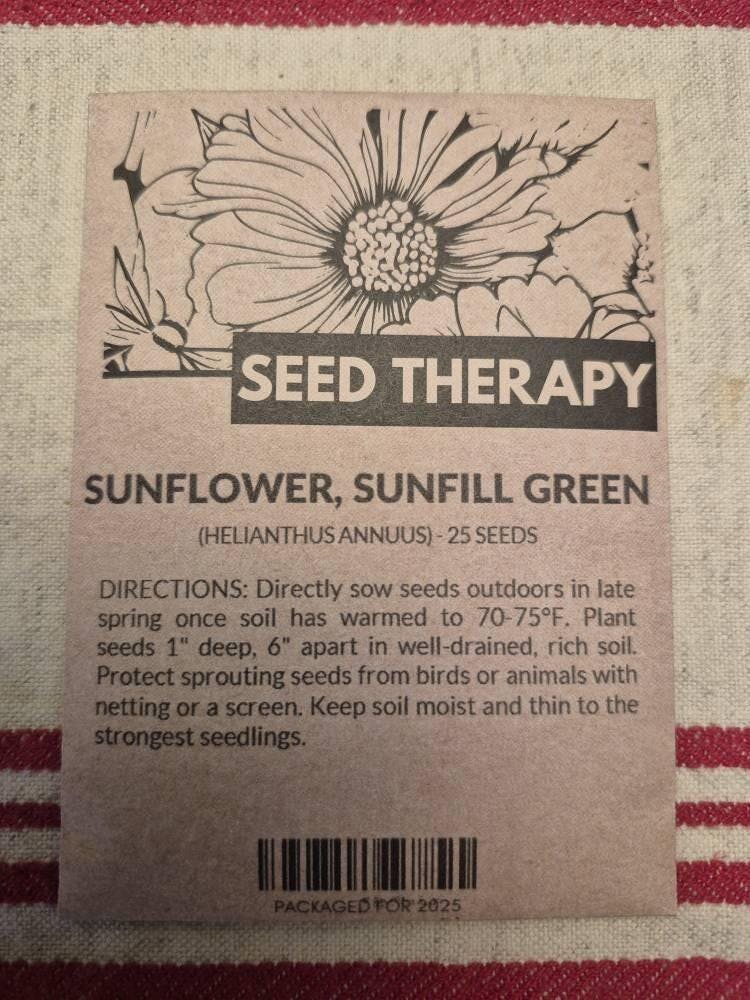 SEED THERAPY
SUNFLOWER, SUNFILL GREEN
(HELIANTHUS ANNUUS) - 25 SEEDS
DIRECTIONS: Directly sow seeds outdoors in late
spring once soil has warmed to 70-75°F. Plant
seeds 1" deep, 6" apart in well-drained, rich soil.
Protect sprouting seeds from birds or animals with
netting or a screen. Keep soil moist and thin to the
strongest seedlings.
PACKAGED FOR 2025